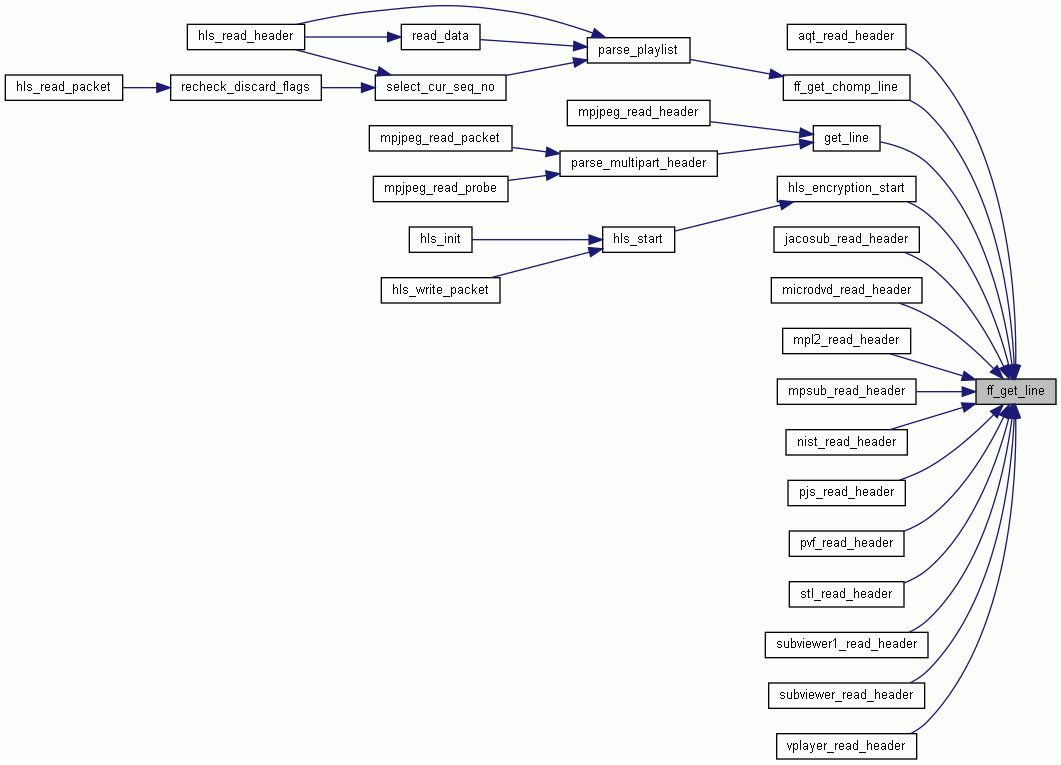 hls_read_header
read_data
parse_playlist
aqt_read_header
hls_read_packet
recheck_discard_flags
select_cur_seq_no
ff_get_chomp_line
mpjpeg_read_header
mpjpeg_read_packet
get_line
parse_multipart_header
mpjpeg_read_probe
hls_encryption_start
hls_init
hls_start
jacosub_read_header
hls_write_packet
microdvd_read_header
mpl2_read_header
mpsub_read_header
ff_get_line
nist_read_header
pjs_read_header
pvf_read_header
stl_read_header
subviewer1_read_header
subviewer_read_header
vplayer_read_header